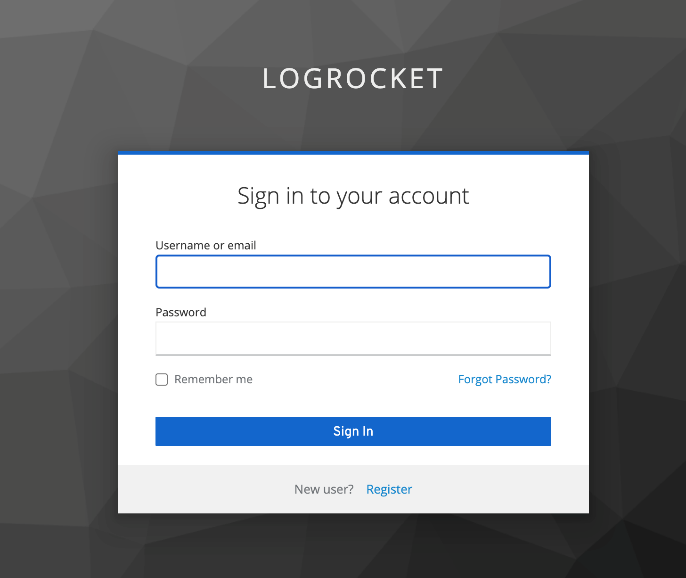 LOGROCKET
Sign in to your account
Username or email
Password
Remember me
Forgot Password?
Sign In
New user? Register